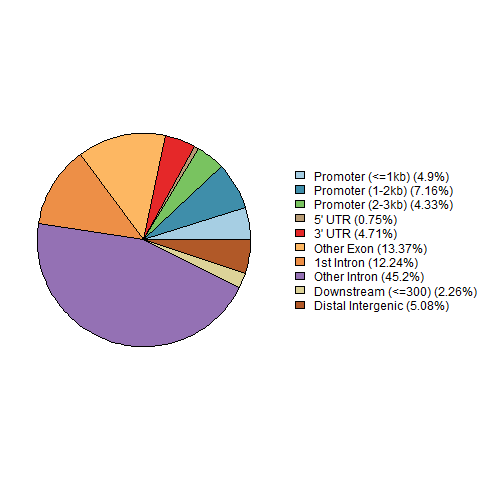 Promoter (<=1kb) (4.9%)
Promoter (1-2kb) (7.16%)
Promoter (2-3kb) (4.33%)
5' UTR (0.75%)
3' UTR (4.71%)
Other Exon (13.37%)
1st Intron (12.24%)
Other Intron (45.2%)
Downstream (<=300) (2.26%)
Distal Intergenic (5.08%)